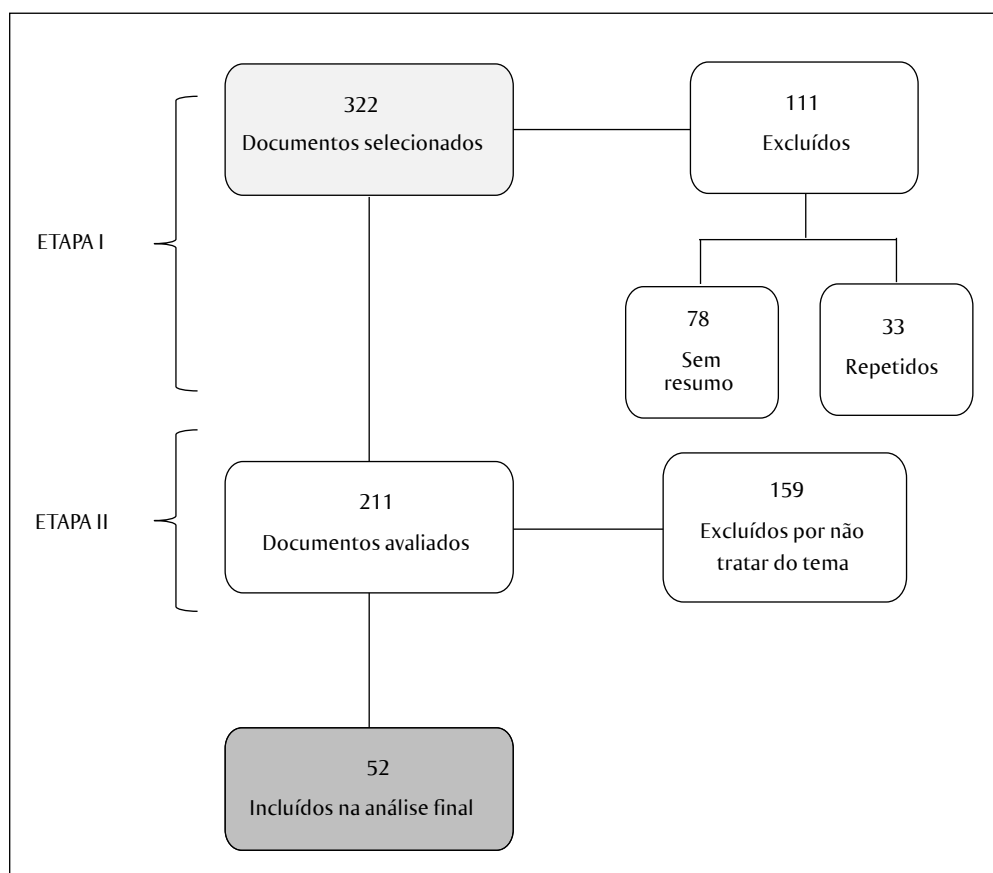 322
Documentos selecionados
111
Excluídos
ETAPA I
78
Sem
resumo
33
Repetidos
ETAPA II
211
Documentos avaliados
159
Excluídos por não
tratar do tema
52
Incluídos na análise final